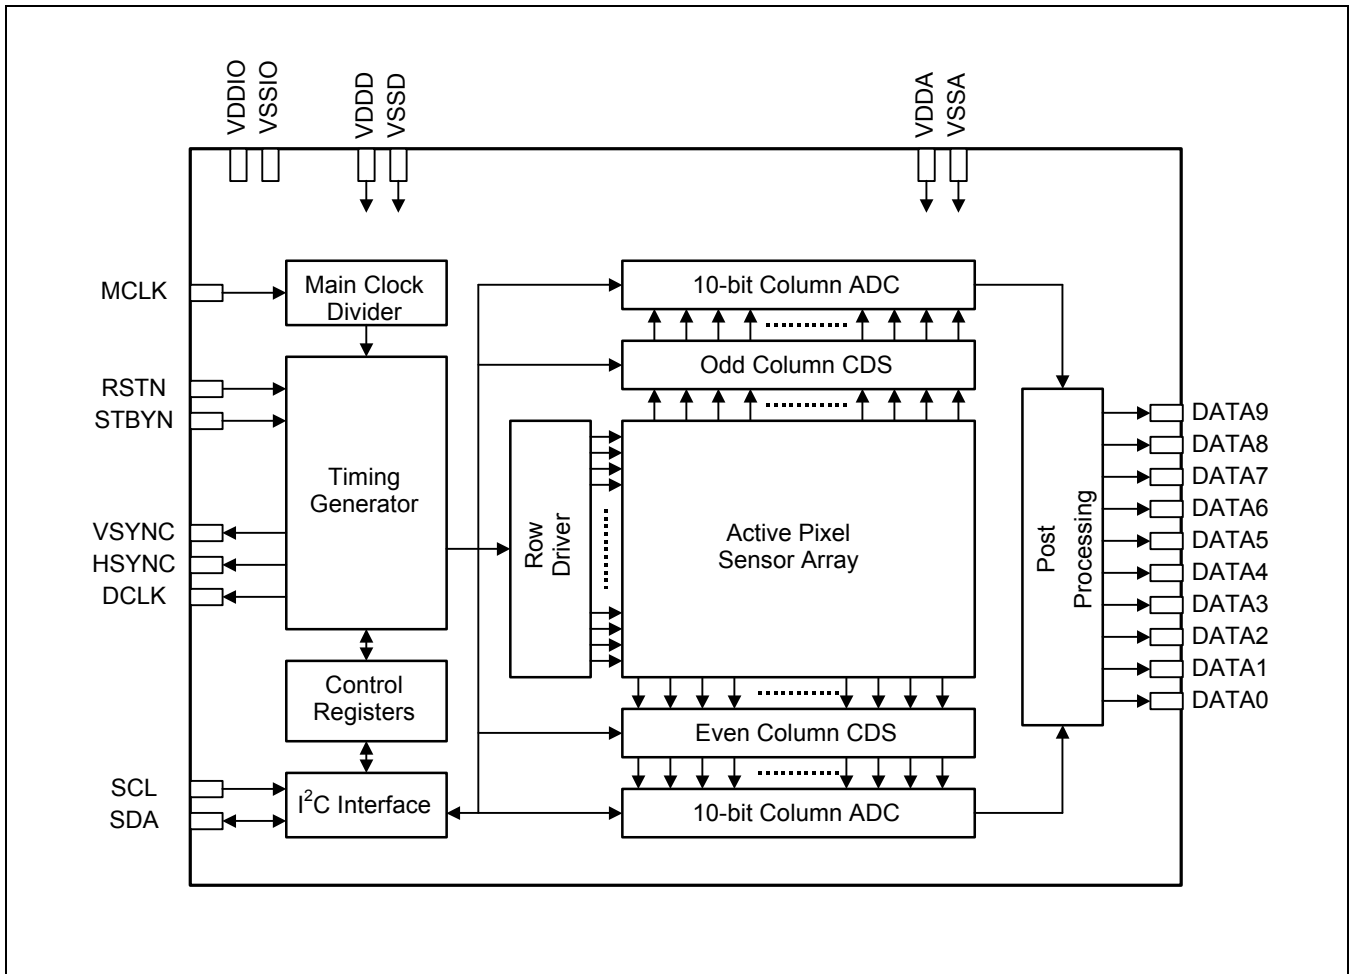 VDDIO
VSSIO
VDDD
VSSD
VDDA
VSSA
MCLK
RSTN
STBYN
VSYNC
HSYNC
DCLK
SCL
SDA
Main Clock
Divider
Timing
Generator
Control
Registers
I²C Interface
Row
Driver
10-bit Column ADC
Odd Column CDS
Active Pixel
Sensor Array
Even Column CDS
10-bit Column ADC
Post
Processing
DATA9
DATA8
DATA7
DATA6
DATA5
DATA4
DATA3
DATA2
DATA1
DATA0